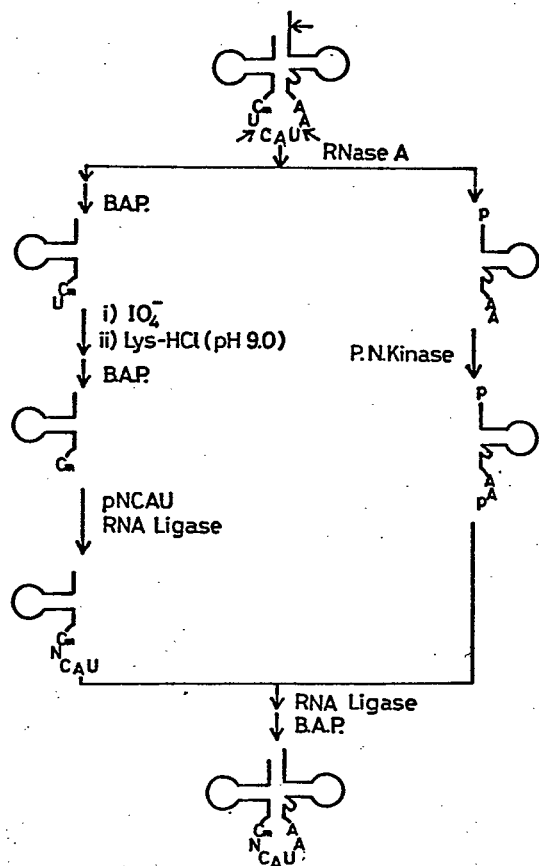 Cm A
U A
C A U
RNase A
B.A.P.
p
U Cm
A A
i) IO₄⁻
ii) Lys-HCl (pH 9.0)
B.A.P.
P.N.Kinase
p
Cm
A A
p
pNCAU
RNA Ligase
Cm
N C A U
RNA Ligase
B.A.P.
Cm A
N A
C A U